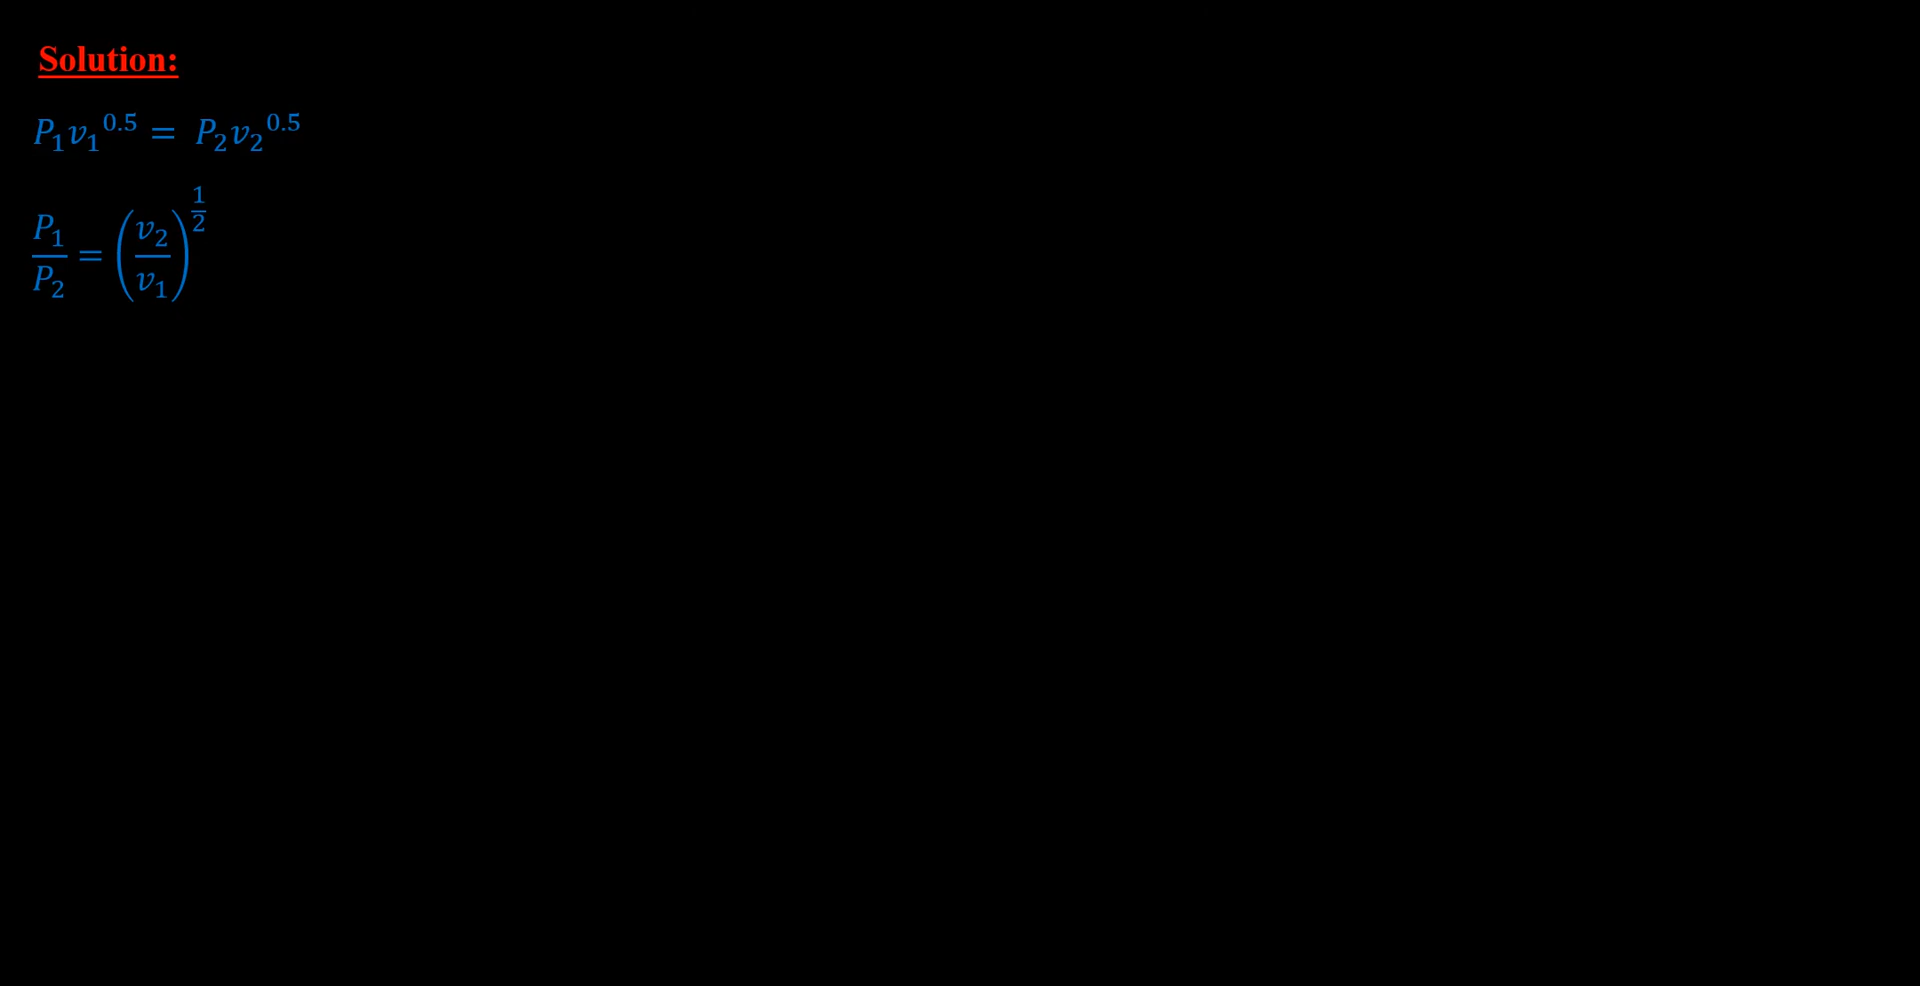 Solution:
P₁v₁^0.5 = P₂v₂^0.5
P₁/P₂ = (v₂/v₁)^(1/2)